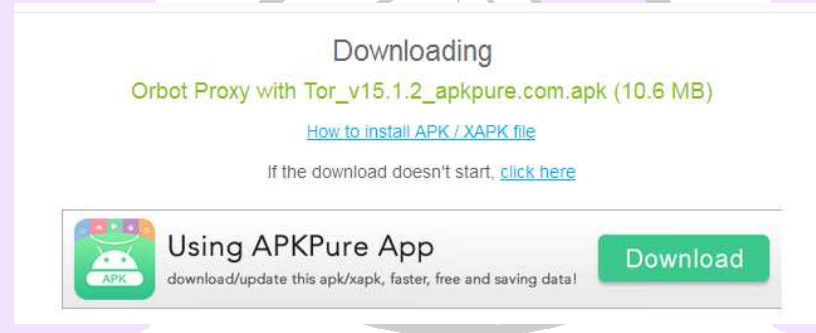 Downloading
Orbot Proxy with Tor_v15.1.2_apkpure.com.apk (10.6 MB)
How to install APK / XAPK file
If the download doesn't start, click here
APK
Using APKPure App
download/update this apk/xapk, faster, free and saving data!
Download